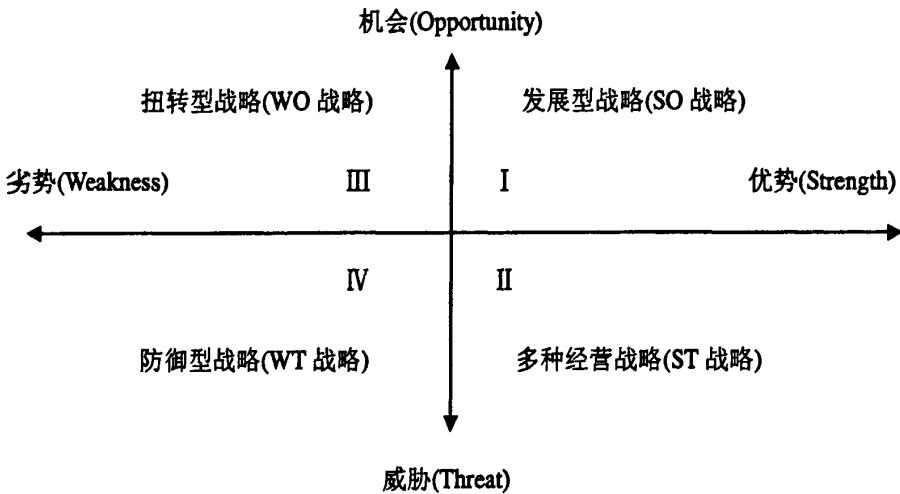 机会(Opportunity)
扭转型战略(WO 战略)
发展型战略(SO 战略)
劣势(Weakness)
III
I
优势(Strength)
IV
II
防御型战略(WT 战略)
多种经营战略(ST 战略)
威胁(Threat)